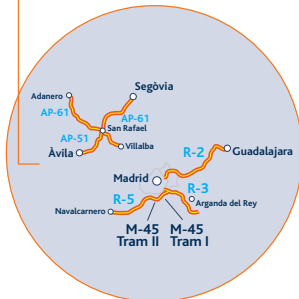 Segòvia
Adanero
AP-61
AP-61
San Rafael
AP-51
Villalba
Àvila
R-2
Guadalajara
Madrid
R-3
R-5
Arganda del Rey
Navalcarnero
M-45
Tram II
M-45
Tram I